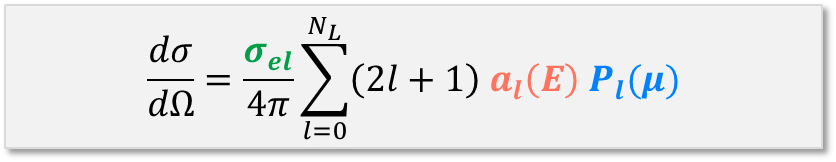 dσ/dΩ = σ_el/4π ∑_{l=0}^{N_L} (2l + 1) a_l(E) P_l(μ)